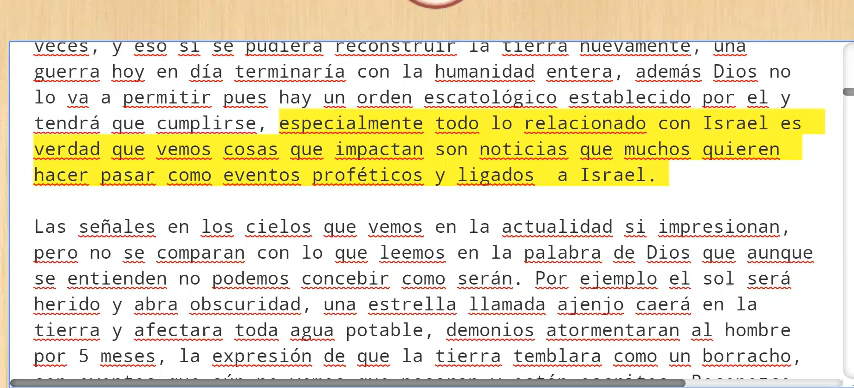 veces, y eso si se pudiera reconstruir la tierra nuevamente, una
guerra hoy en día terminaría con la humanidad entera, además Dios no
lo va a permitir pues hay un orden escatológico establecido por el y
tendrá que cumplirse, especialmente todo lo relacionado con Israel es
verdad que vemos cosas que impactan son noticias que muchos quieren
hacer pasar como eventos proféticos y ligados  a Israel.
Las señales en los cielos que vemos en la actualidad si impresionan,
pero no se comparan con lo que leemos en la palabra de Dios que aunque
se entienden no podemos concebir como serán. Por ejemplo el sol será
herido y abra obscuridad, una estrella llamada ajenjo caerá en la
tierra y afectara toda agua potable, demonios atormentaran al hombre
por 5 meses, la expresión de que la tierra temblara como un borracho,